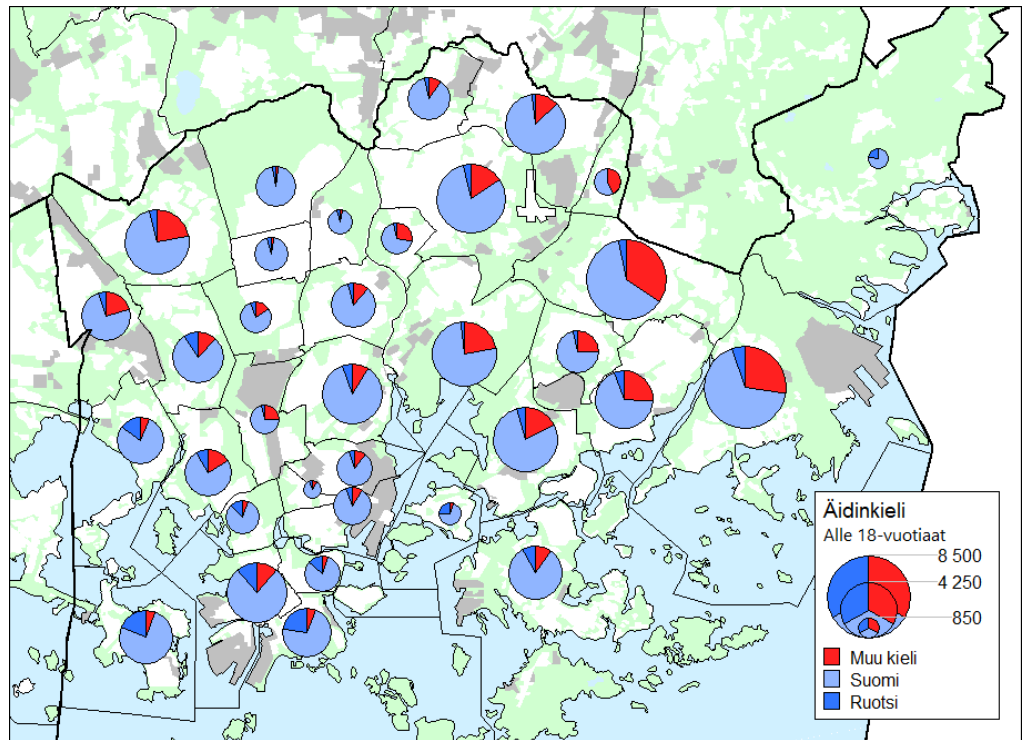 Äidinkieli
Alle 18-vuotiaat
8 500
4 250
850
Muu kieli
Suomi
Ruotsi